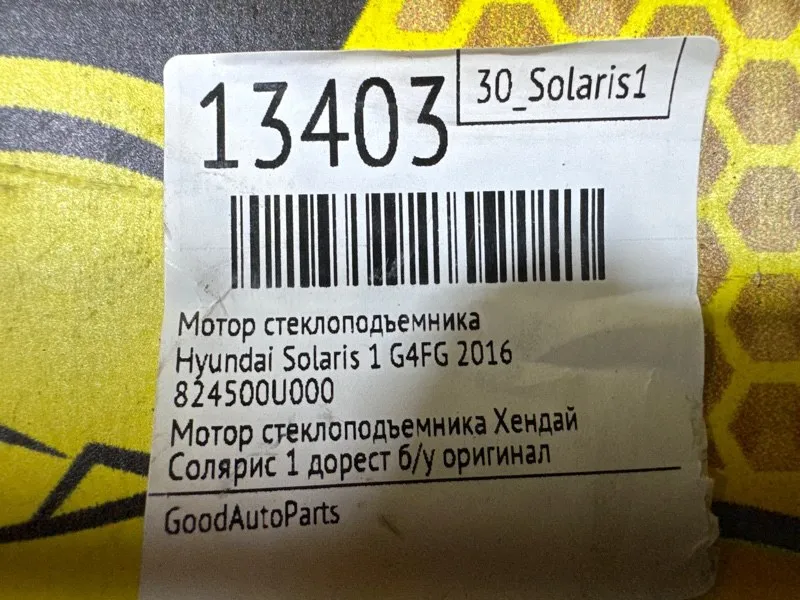 13403
30_Solaris1
Мотор стеклоподъемника
Hyundai Solaris 1 G4FG 2016
824500U000
Мотор стеклоподъемника Хендай
Солярис 1 дорест б/у оригинал
GoodAutoParts